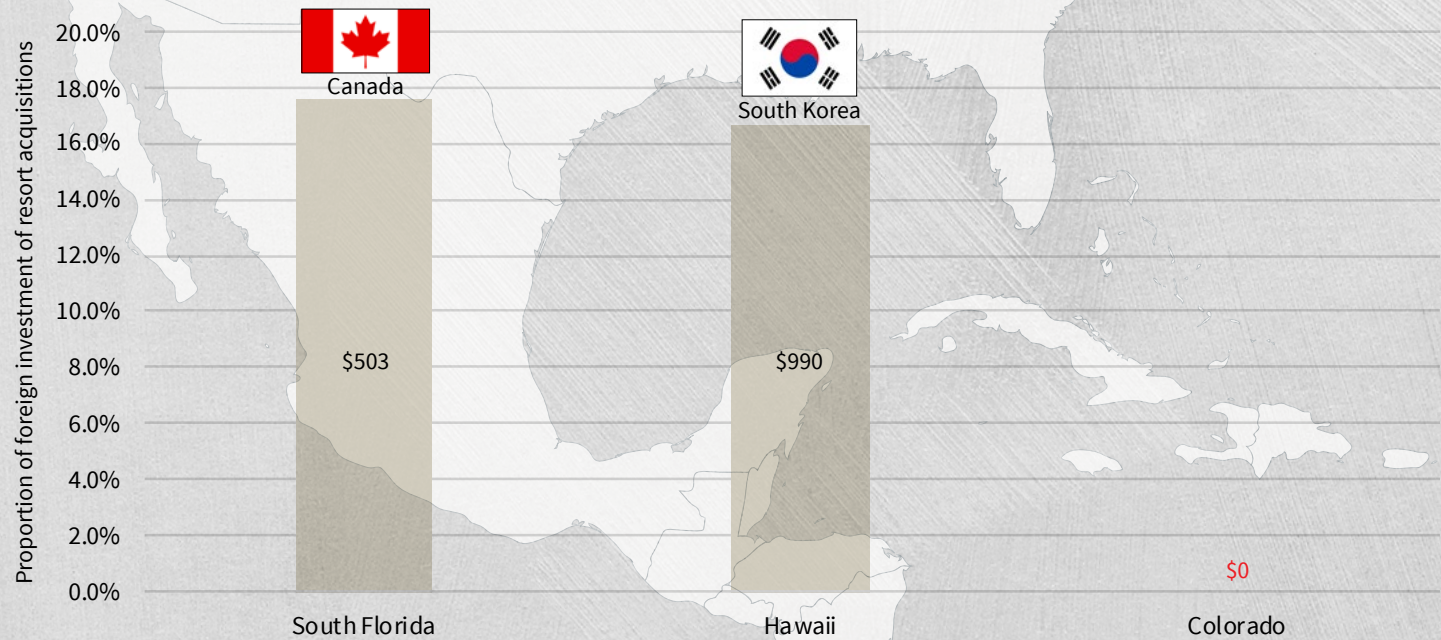 Proportion of foreign investment of resort acquisitions
20.0%
18.0%
16.0%
14.0%
12.0%
10.0%
8.0%
6.0%
4.0%
2.0%
0.0%
Canada
South Korea
$503
$990
$0
South Florida
Hawaii
Colorado